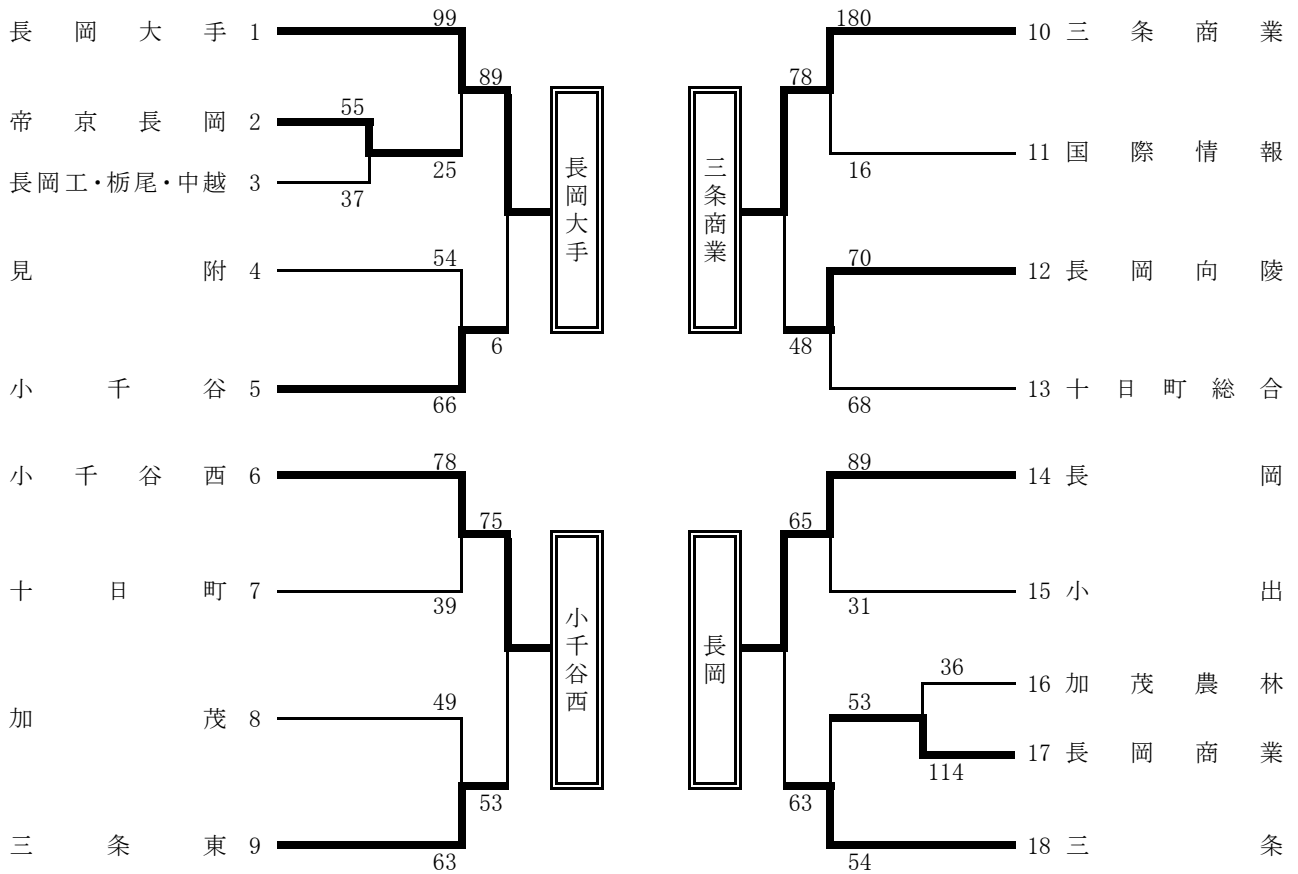 長岡大手 1
99
89
帝京長岡 2
55
25
長岡工・栃尾・中越 3
37
見附 4
54
6
小千谷 5
66
長岡大手
小千谷西 6
78
75
十日町 7
39
加茂 8
49
53
三条東 9
63
小千谷西
180
10 三条商業
78
16
11 国際情報
70
12 長岡向陵
48
68
13 十日町総合
三条商業
89
14 長岡
65
31
15 小出
36
16 加茂農林
53
114
17 長岡商業
63
54
18 三条
長岡